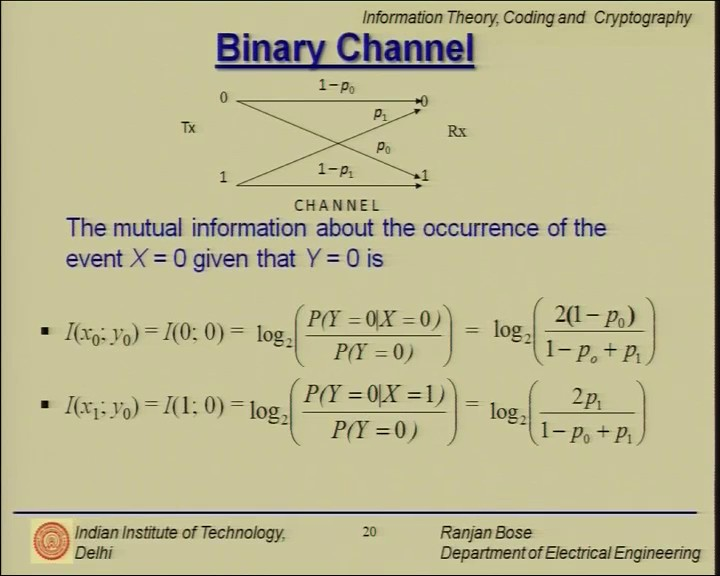 Information Theory, Coding and Cryptography
Binary Channel
1-p₀
0 0
p₁
Tx Rx
p₀
1-p₁
1 1
CHANNEL
The mutual information about the occurrence of the
event X = 0 given that Y = 0 is
▪ I(x₀; y₀) = I(0; 0) = log₂(P(Y = 0|X = 0) / P(Y = 0)) = log₂(2(1 - p₀) / 1 - pₒ + p₁)
▪ I(x₁; y₀) = I(1; 0) = log₂(P(Y = 0|X = 1) / P(Y = 0)) = log₂(2p₁ / 1 - p₀ + p₁)
Indian Institute of Technology, 20 Ranjan Bose
Delhi Department of Electrical Engineering